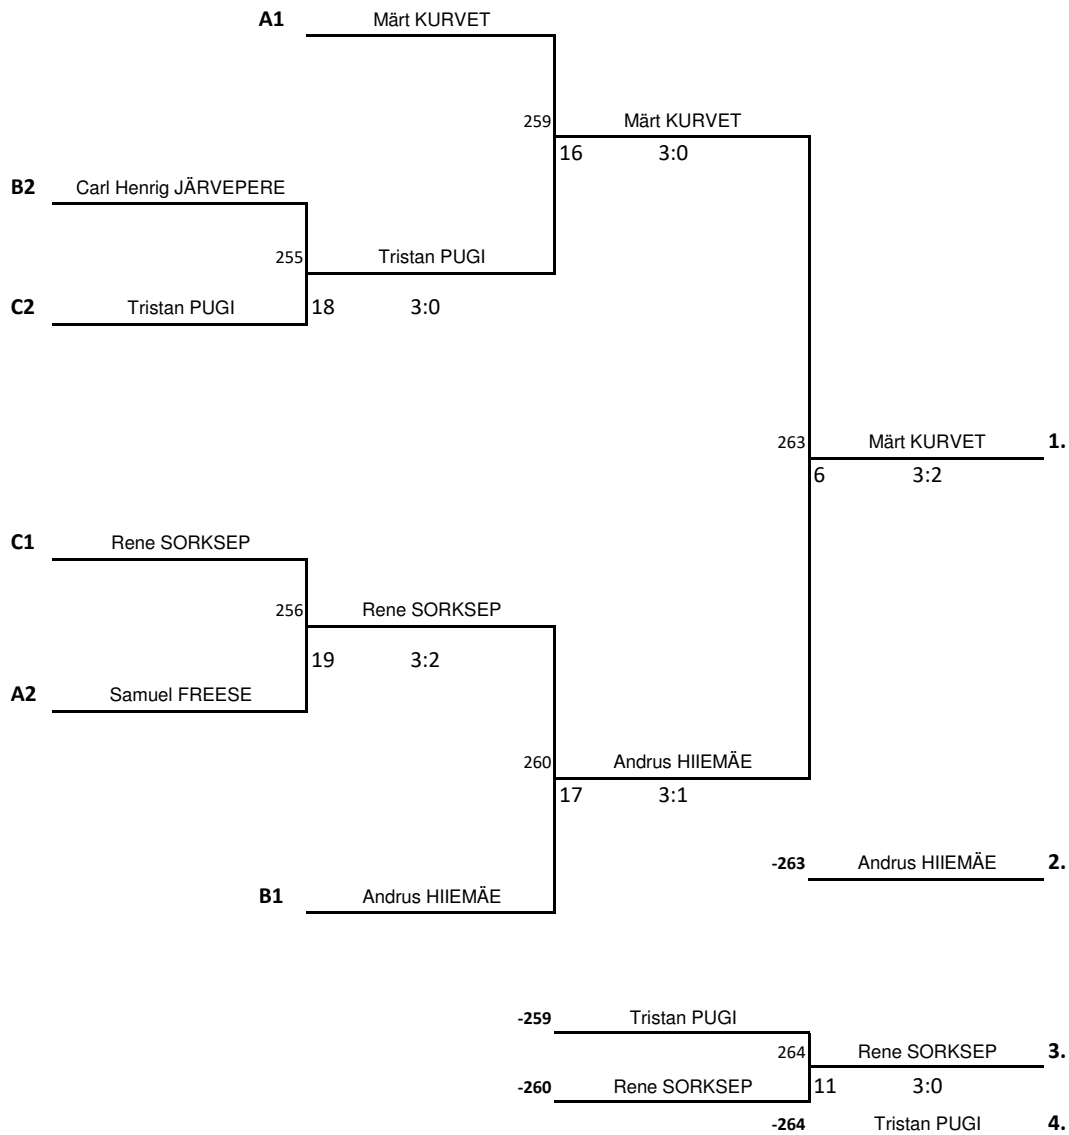 A1 Märt KURVET
259 Märt KURVET
16 3:0
B2 Carl Henrig JÄRVEPERE
255 Tristan PUGI
C2 Tristan PUGI 18 3:0
263 Märt KURVET 1.
6 3:2
C1 Rene SORKSEP
256 Rene SORKSEP
19 3:2
A2 Samuel FREESE
260 Andrus HIIEMÄE
17 3:1
-263 Andrus HIIEMÄE 2.
B1 Andrus HIIEMÄE
-259 Tristan PUGI
264 Rene SORKSEP 3.
-260 Rene SORKSEP 11 3:0
-264 Tristan PUGI 4.